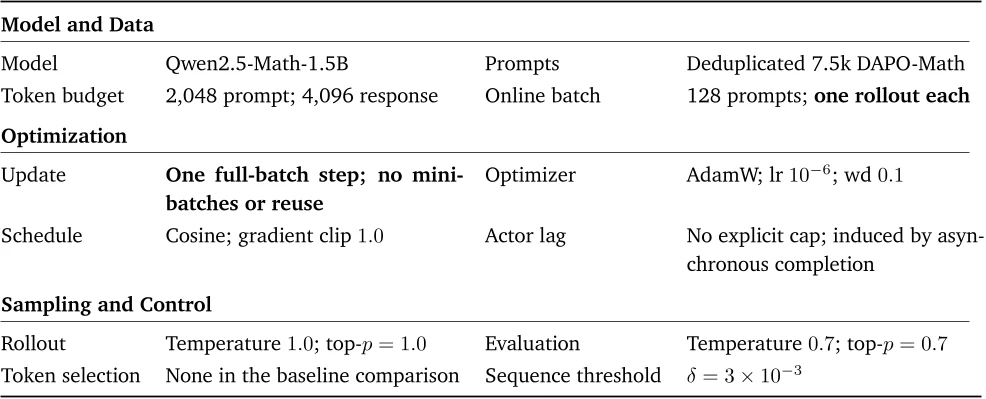 Model and Data
Model Qwen2.5-Math-1.5B Prompts Deduplicated 7.5k DAPO-Math
Token budget 2,048 prompt; 4,096 response Online batch 128 prompts; one rollout each
Optimization
Update One full-batch step; no mini- Optimizer AdamW; lr 10⁻⁶; wd 0.1
batches or reuse
Schedule Cosine; gradient clip 1.0 Actor lag No explicit cap; induced by asyn-
chronous completion
Sampling and Control
Rollout Temperature 1.0; top-p = 1.0 Evaluation Temperature 0.7; top-p = 0.7
Token selection None in the baseline comparison Sequence threshold δ = 3 × 10⁻³